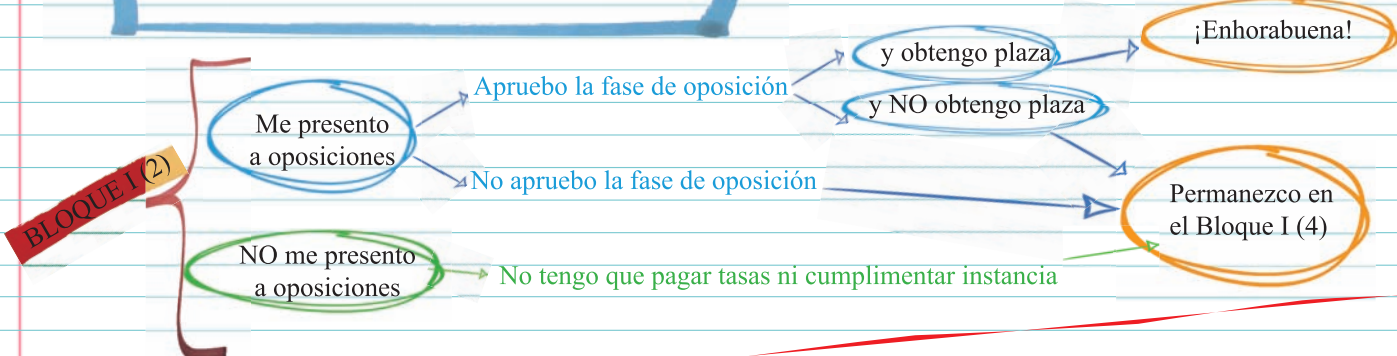 BLOQUE I (2)
Me presento
a oposiciones
Apruebo la fase de oposición
y obtengo plaza
¡Enhorabuena!
y NO obtengo plaza
No apruebo la fase de oposición
Permanezco en
el Bloque I (4)
NO me presento
a oposiciones
No tengo que pagar tasas ni cumplimentar instancia